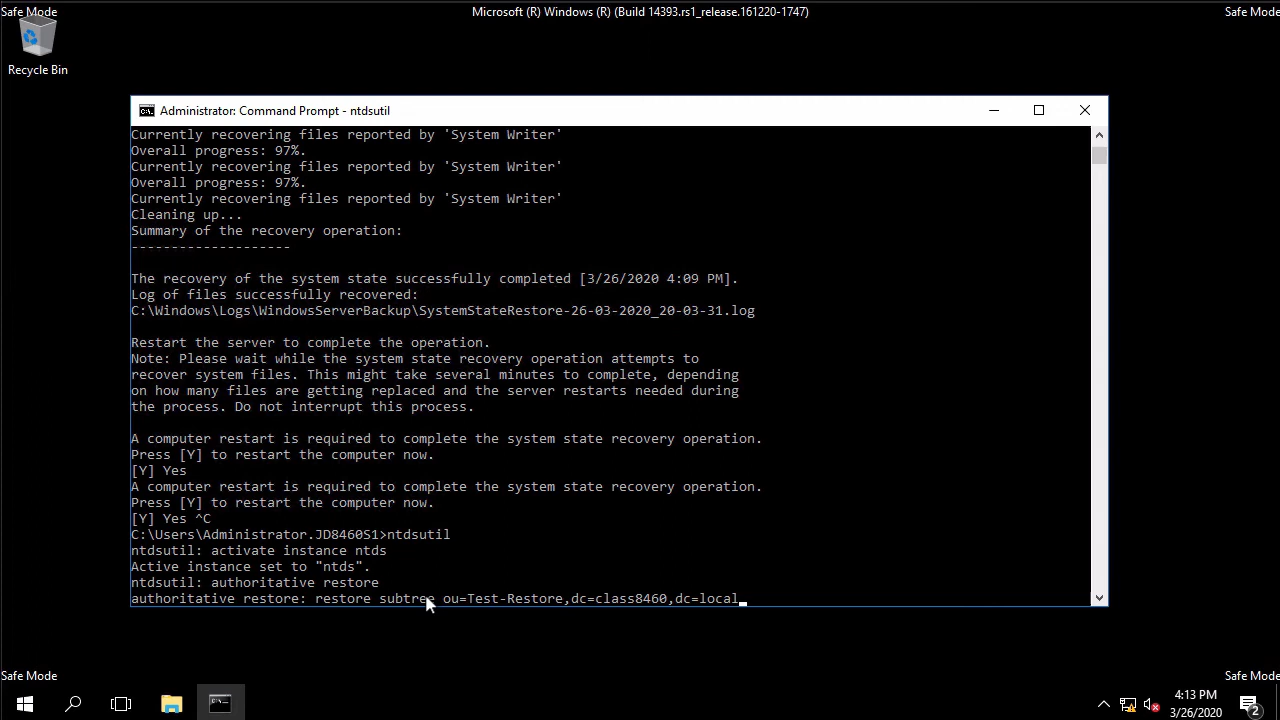 Safe Mode
Microsoft (R) Windows (R) (Build 14393.rs1_release.161220-1747)
Safe Mode
Recycle Bin
Administrator: Command Prompt - ntdsutil
Currently recovering files reported by 'System Writer'
Overall progress: 97%.
Currently recovering files reported by 'System Writer'
Overall progress: 97%.
Currently recovering files reported by 'System Writer'
Cleaning up...
Summary of the recovery operation:
--------------------
The recovery of the system state successfully completed [3/26/2020 4:09 PM].
Log of files successfully recovered:
C:\Windows\Logs\WindowsServerBackup\SystemStateRestore-26-03-2020_20-03-31.log
Restart the server to complete the operation.
Note: Please wait while the system state recovery operation attempts to
recover system files. This might take several minutes to complete, depending
on how many files are getting replaced and the server restarts needed during
the process. Do not interrupt this process.
A computer restart is required to complete the system state recovery operation.
Press [Y] to restart the computer now.
[Y] Yes
A computer restart is required to complete the system state recovery operation.
Press [Y] to restart the computer now.
[Y] Yes ^C
C:\Users\Administrator.JD8460S1>ntdsutil
ntdsutil: activate instance ntds
Active instance set to "ntds".
ntdsutil: authoritative restore
authoritative restore: restore subtree ou=Test-Restore,dc=class8460,dc=local
Safe Mode
Safe Mode
4:13 PM
3/26/2020
2